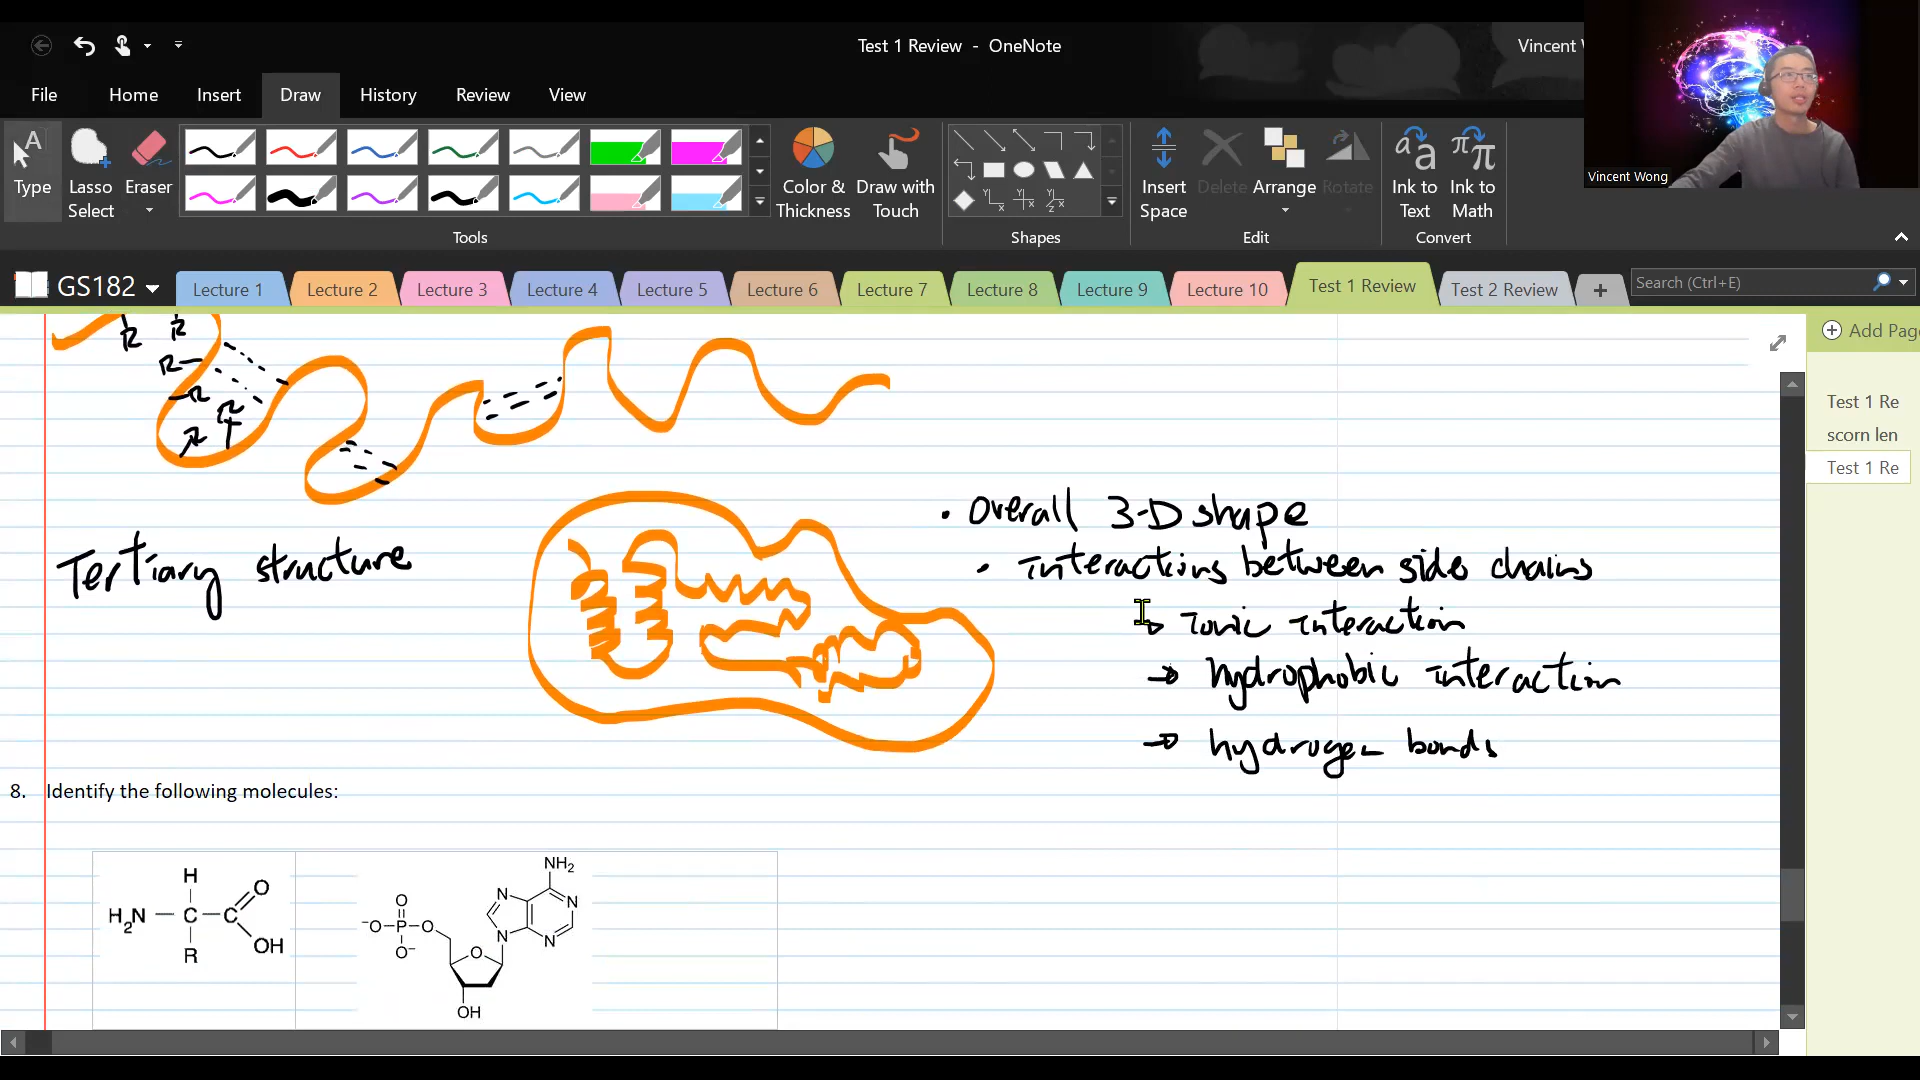 Test 1 Review - OneNote
Vincent W
File
Home
Insert
Draw
History
Review
View
Type
Lasso Select
Eraser
Color & Thickness
Draw with Touch
Insert Space
Delete
Arrange
Rotate
Ink to Text
Ink to Math
Tools
Shapes
Edit
Convert
Vincent Wong
GS182
Lecture 1
Lecture 2
Lecture 3
Lecture 4
Lecture 5
Lecture 6
Lecture 7
Lecture 8
Lecture 9
Lecture 10
Test 1 Review
Test 2 Review
Search (Ctrl+E)
Add Page
Test 1 Re
scorn len
Test 1 Re
R R
R
R
R
R
Tertiary structure
• Overall 3-D shape
• interactions between side chains
→ Ionic interaction
→ hydrophobic interaction
→ hydrogen bonds
8. Identify the following molecules:
H
H₂N C C O
OH
R
NH₂
O N N
⁻O P O N N
O⁻ O
OH